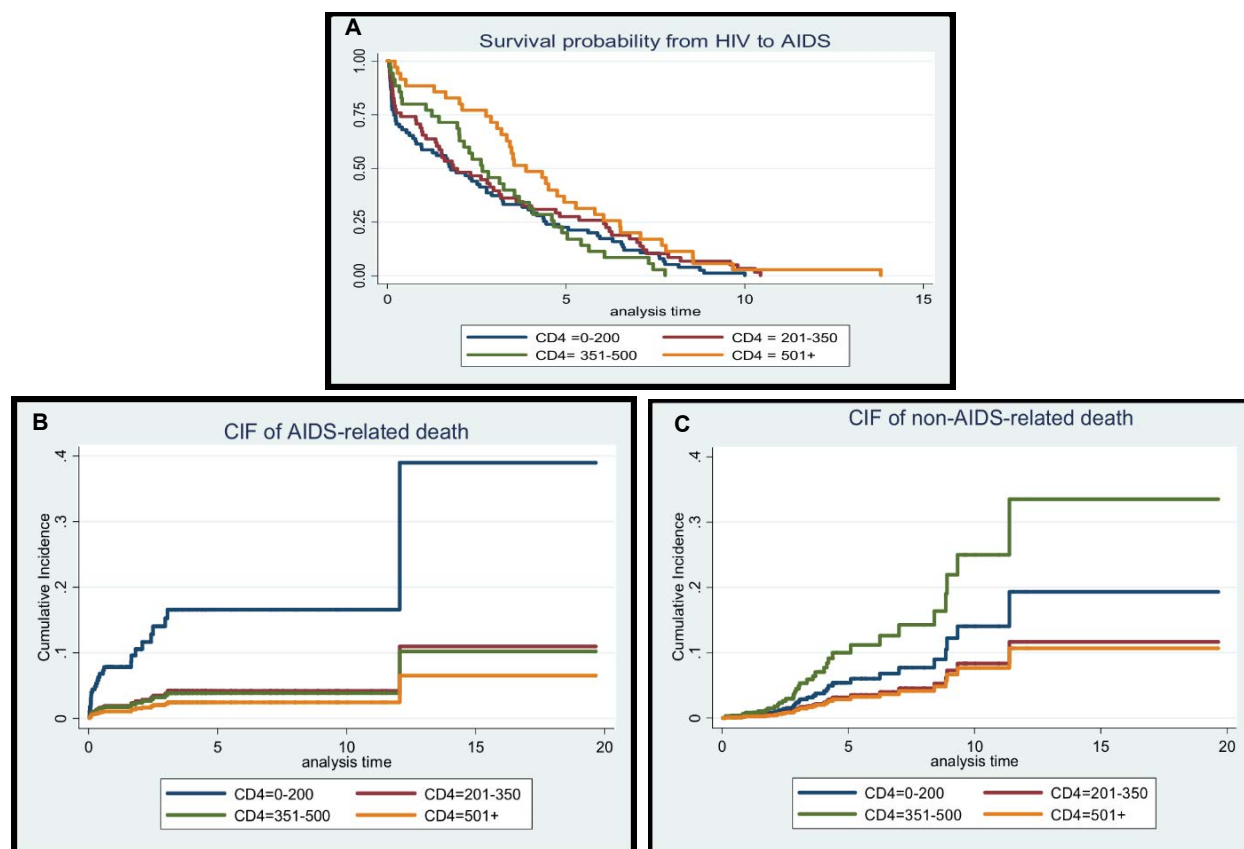 A
Survival probability from HIV to AIDS
1.00
0.75
0.50
0.25
0.00
0 5 10 15
analysis time
CD4 =0-200 CD4 = 201-350
CD4= 351-500 CD4 = 501+
B
CIF of AIDS-related death
Cumulative Incidence
.4
.3
.2
.1
0
0 5 10 15 20
analysis time
CD4=0-200 CD4=201-350
CD4=351-500 CD4=501+
C
CIF of non-AIDS-related death
Cumulative Incidence
.4
.3
.2
.1
0
0 5 10 15 20
analysis time
CD4=0-200 CD4=201-350
CD4=351-500 CD4=501+